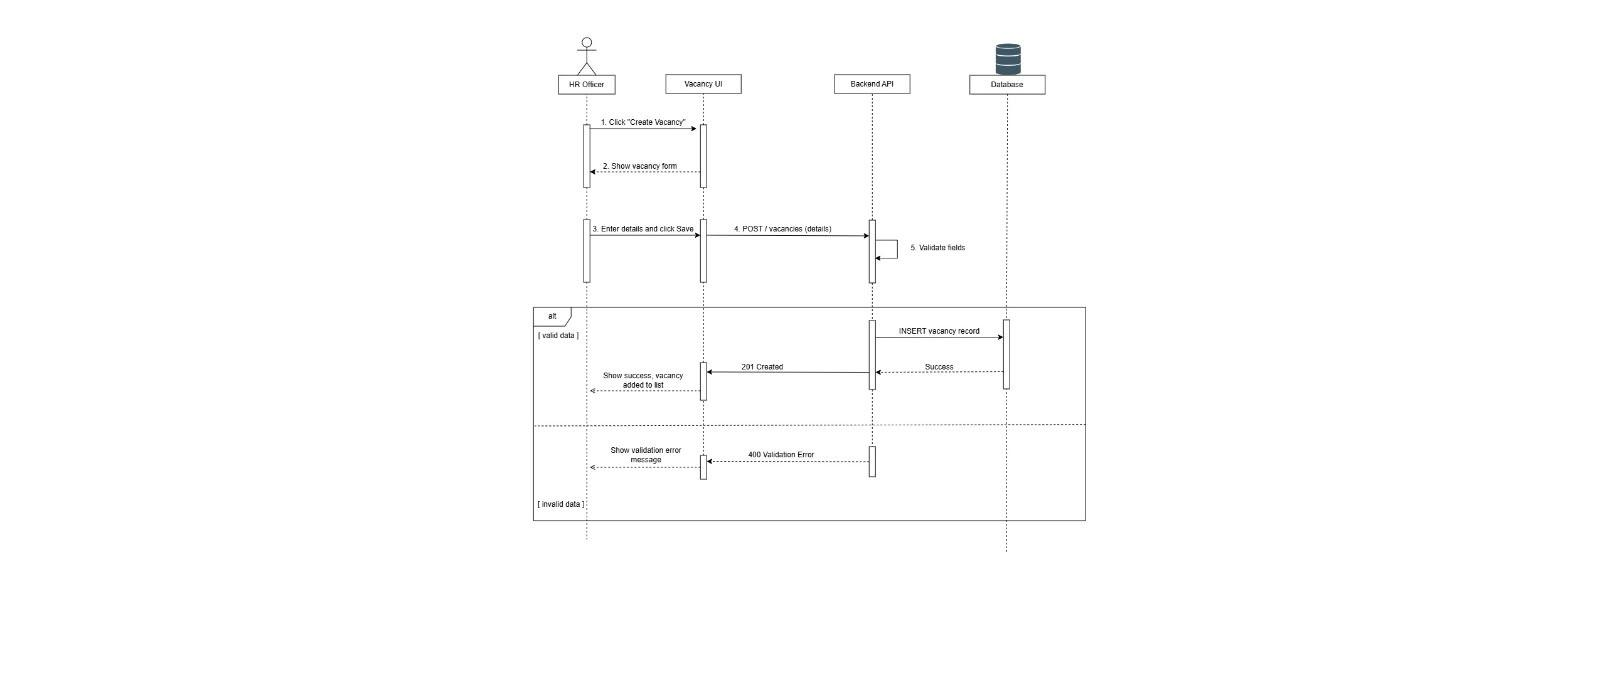 HR Officer
Vacancy UI
Backend API
Database
1. Click "Create Vacancy"
2. Show vacancy form
3. Enter details and click Save
4. POST / vacancies (details)
5. Validate fields
alt
[ valid data ]
INSERT vacancy record
201 Created
Success
Show success, vacancy
added to list
Show validation error
message
400 Validation Error
[ invalid data ]